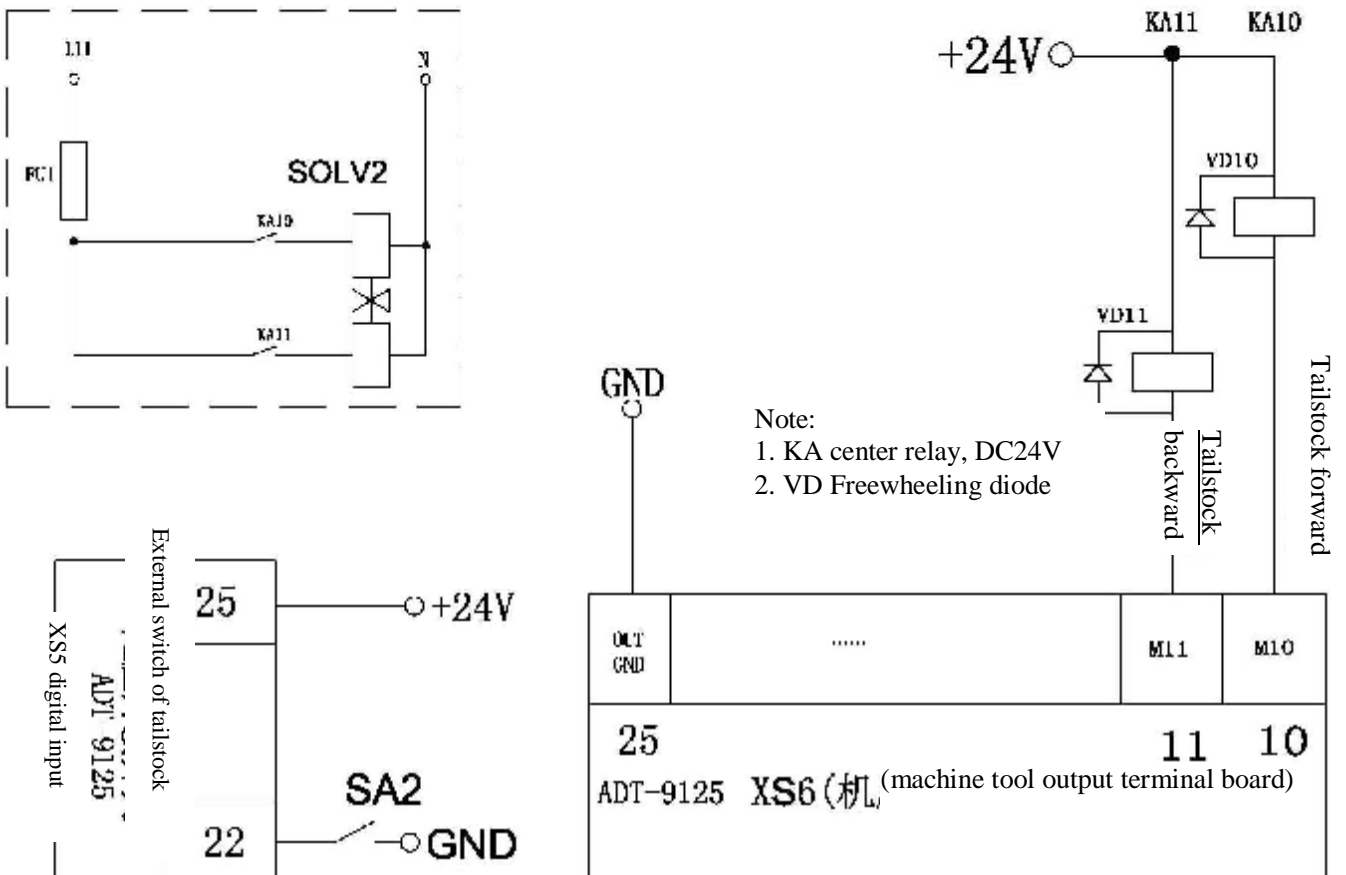 L11
N
FU1
SOLV2
KA10
KA11
KA11
KA10
+24V
VD10
VD11
GND
Note:
1. KA center relay, DC24V
2. VD Freewheeling diode
Tailstock
backward
Tailstock forward
External switch of tailstock
XS5 digital input
ADT 9125
25
+24V
22
SA2
GND
OUT
GND
......
M11
M10
25
11
10
ADT-9125 XS6(机 (machine tool output terminal board)